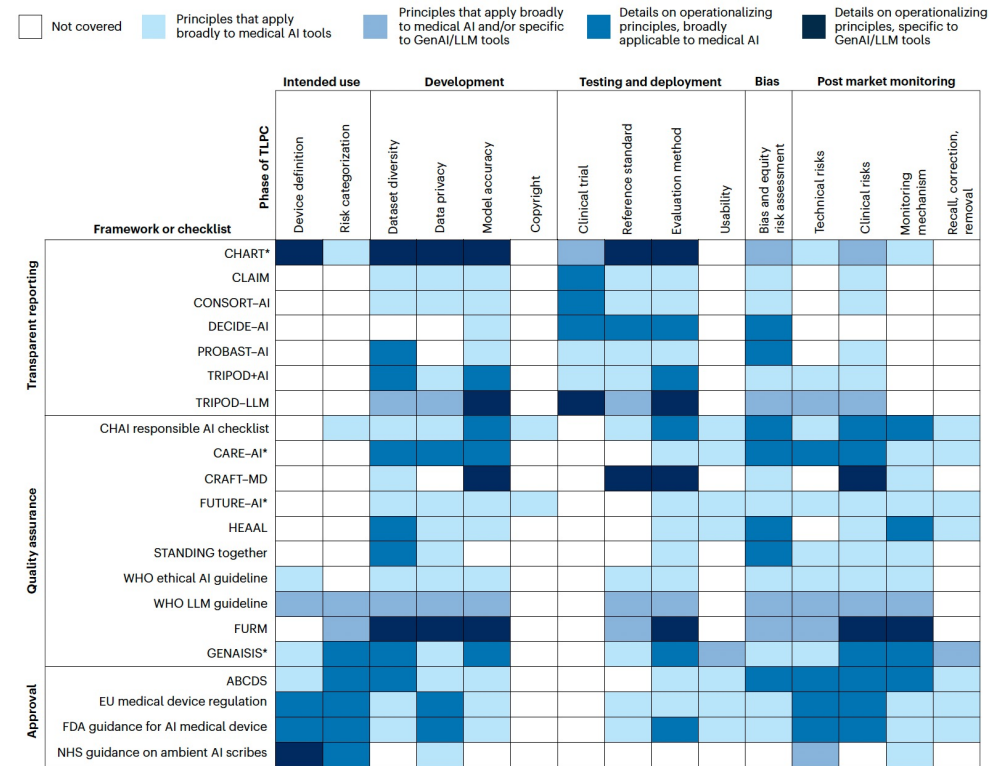 Not covered
Principles that apply
broadly to medical AI tools
Principles that apply broadly
to medical AI and/or specific
to GenAI/LLM tools
Details on operationalizing
principles, broadly
applicable to medical AI
Details on operationalizing
principles, specific to
GenAI/LLM tools
Intended use
Development
Testing and deployment
Bias
Post market monitoring
Phase of TLPC
Device definition
Risk categorization
Dataset diversity
Data privacy
Model accuracy
Copyright
Clinical trial
Reference standard
Evaluation method
Usability
Bias and equity
risk assessment
Technical risks
Clinical risks
Monitoring
mechanism
Recall, correction,
removal
Framework or checklist
Transparent reporting
CHART*
CLAIM
CONSORT–AI
DECIDE–AI
PROBAST–AI
TRIPOD+AI
TRIPOD–LLM
Quality assurance
CHAI responsible AI checklist
CARE–AI*
CRAFT–MD
FUTURE–AI*
HEAAL
STANDING together
WHO ethical AI guideline
WHO LLM guideline
FURM
GENAISIS*
Approval
ABCDS
EU medical device regulation
FDA guidance for AI medical device
NHS guidance on ambient AI scribes